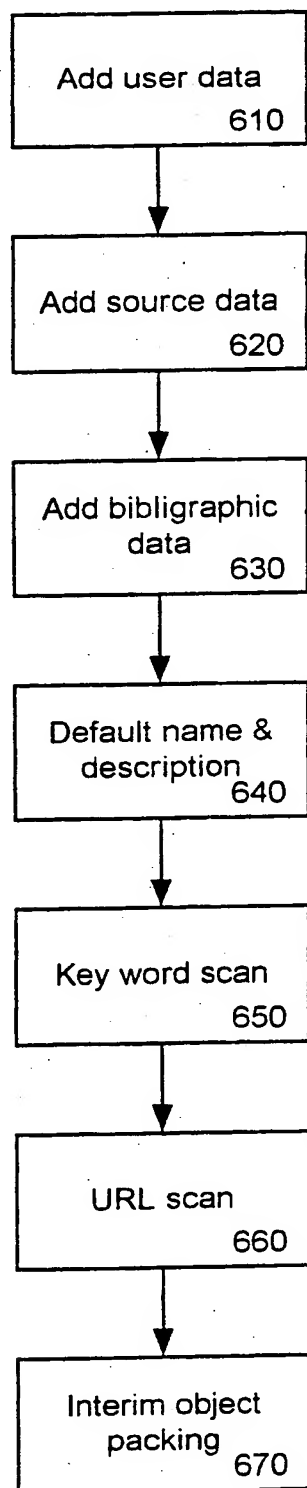 Add user data
610
Add source data
620
Add bibligraphic
data
630
Default name &
description
640
Key word scan
650
URL scan
660
Interim object
packing
670